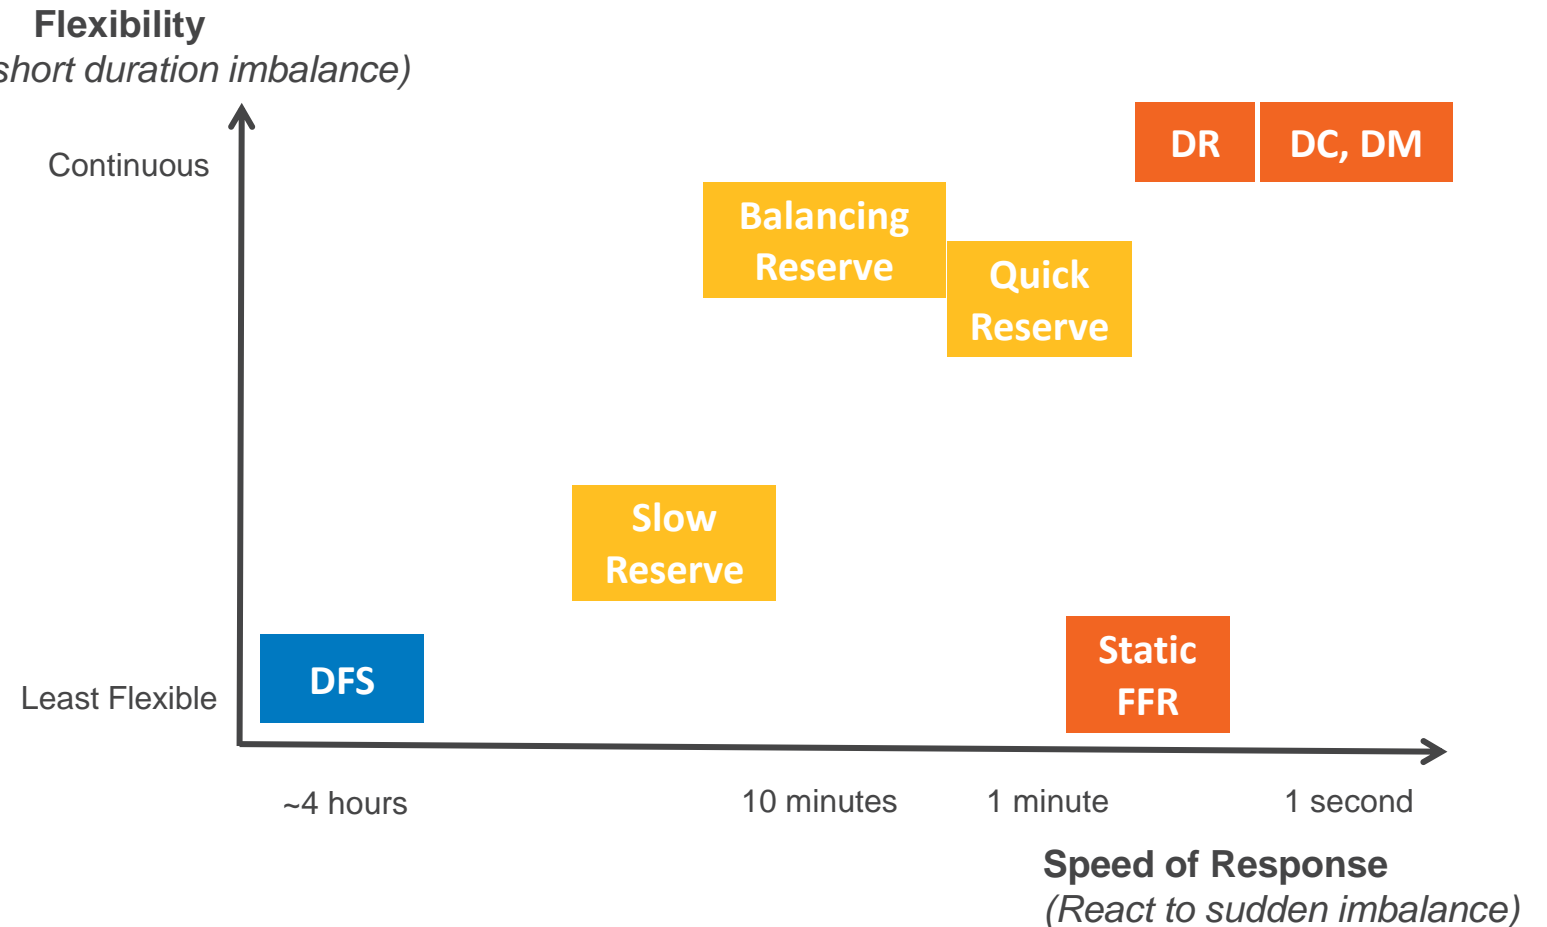 Flexibility
short duration imbalance)
Continuous
DR
DC, DM
Balancing
Reserve
Quick
Reserve
Slow
Reserve
Static
FFR
DFS
Least Flexible
~4 hours
10 minutes
1 minute
1 second
Speed of Response
(React to sudden imbalance)